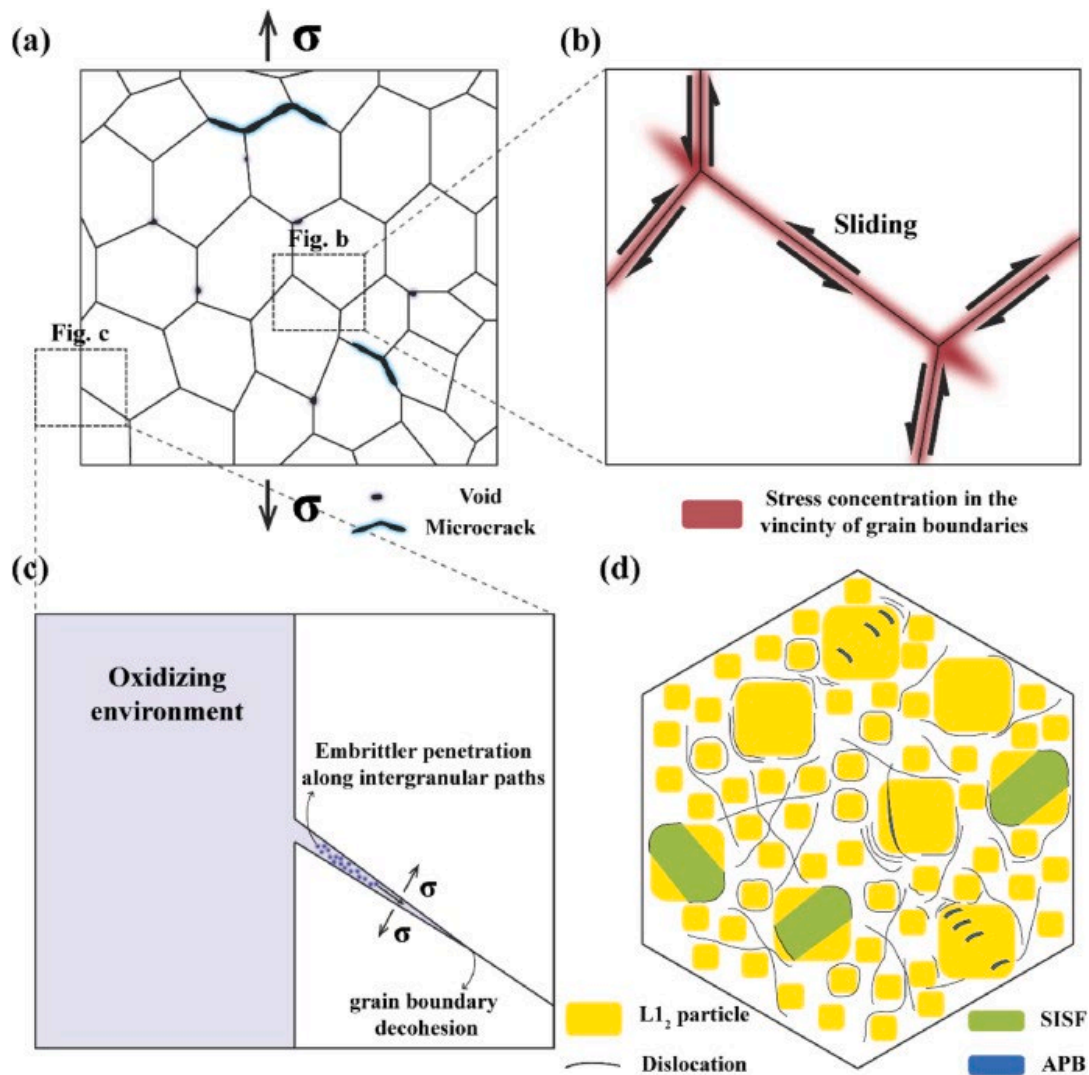 (a)
σ
(b)
Fig. b
Fig. c
Sliding
σ
Void
Microcrack
Stress concentration in the
vincinty of grain boundaries
(c)
(d)
Oxidizing
environment
Embrittler penetration
along intergranular paths
σ
σ
grain boundary
decohesion
L1₂ particle
SISF
Dislocation
APB